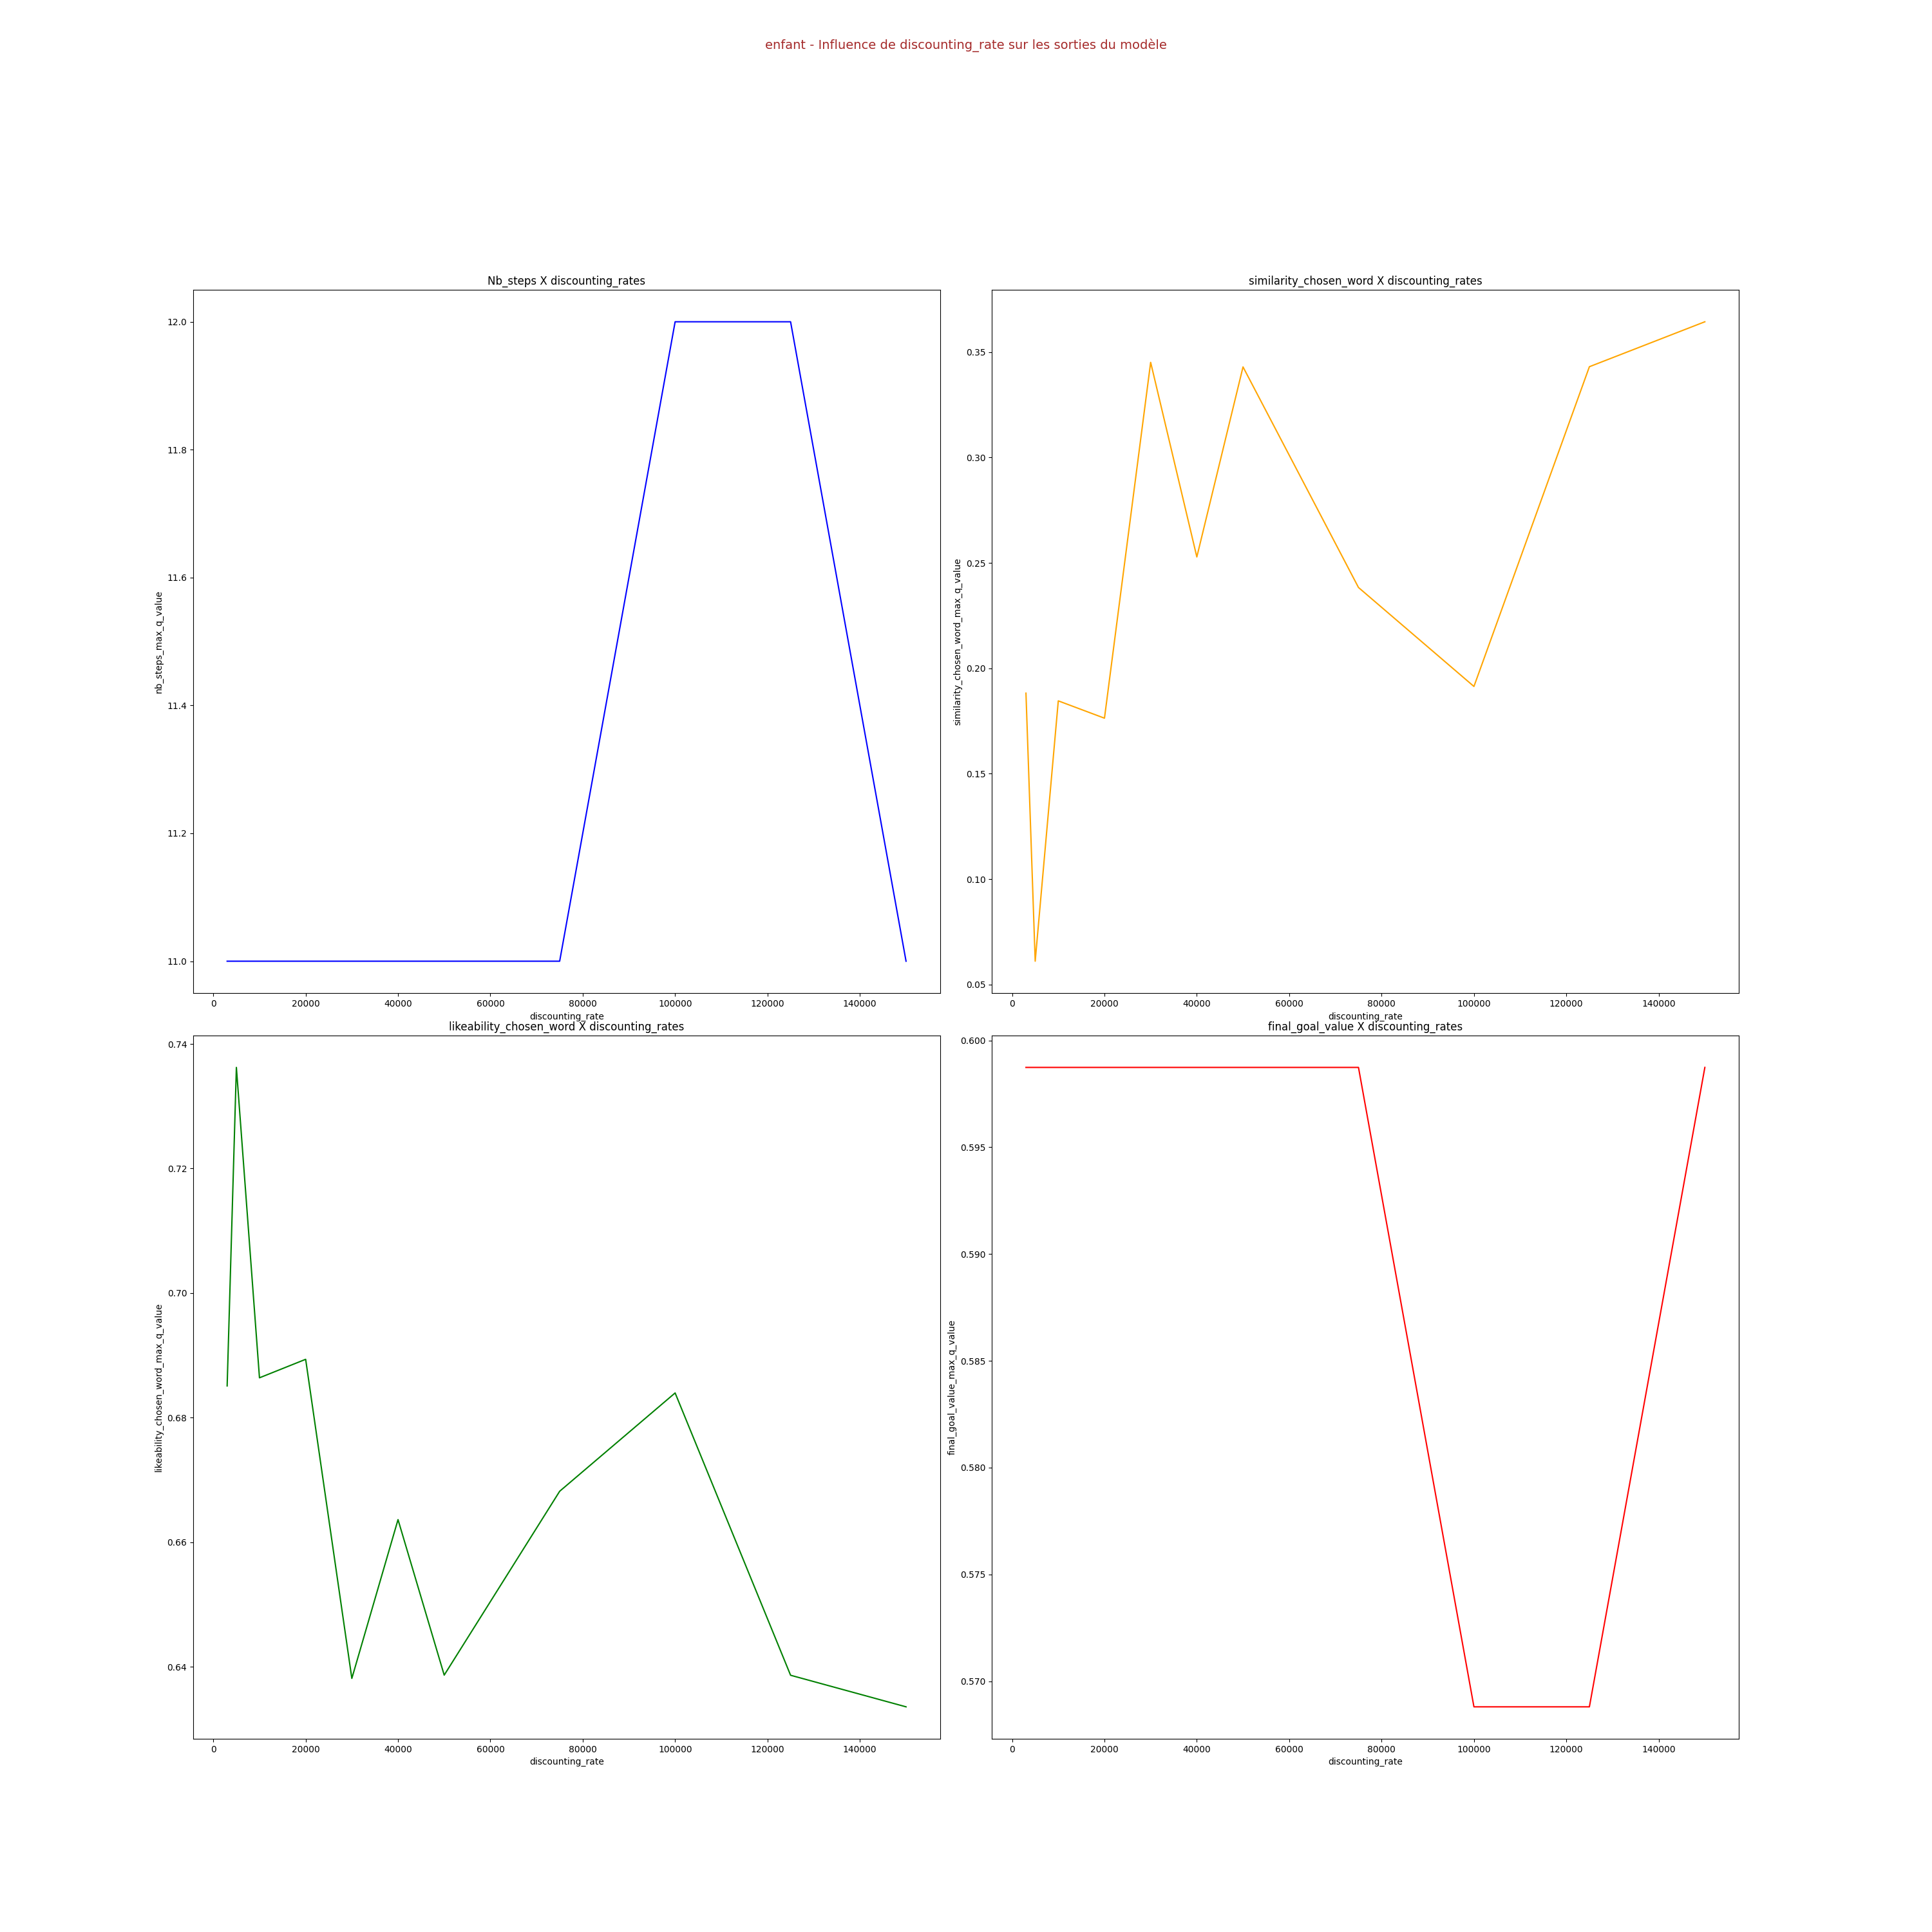 enfant - Influence de discounting_rate sur les sorties du modèle
Nb_steps X discounting_rates
nb_steps_max_q_value
12.0
11.8
11.6
11.4
11.2
11.0
0 20000 40000 60000 80000 100000 120000 140000
discounting_rate
similarity_chosen_word X discounting_rates
similarity_chosen_word_max_q_value
0.35
0.30
0.25
0.20
0.15
0.10
0.05
0 20000 40000 60000 80000 100000 120000 140000
discounting_rate
likeability_chosen_word X discounting_rates
likeability_chosen_word_max_q_value
0.74
0.72
0.70
0.68
0.66
0.64
0 20000 40000 60000 80000 100000 120000 140000
discounting_rate
final_goal_value X discounting_rates
final_goal_value_max_q_value
0.600
0.595
0.590
0.585
0.580
0.575
0.570
0 20000 40000 60000 80000 100000 120000 140000
discounting_rate